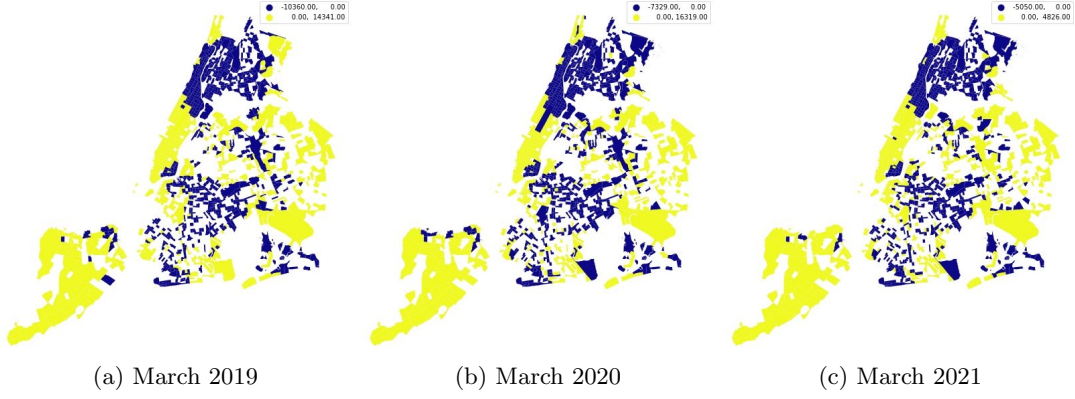 -10360.00, 0.00
0.00, 14341.00
-7329.00, 0.00
0.00, 16319.00
-5050.00, 0.00
0.00, 4826.00
(a) March 2019
(b) March 2020
(c) March 2021